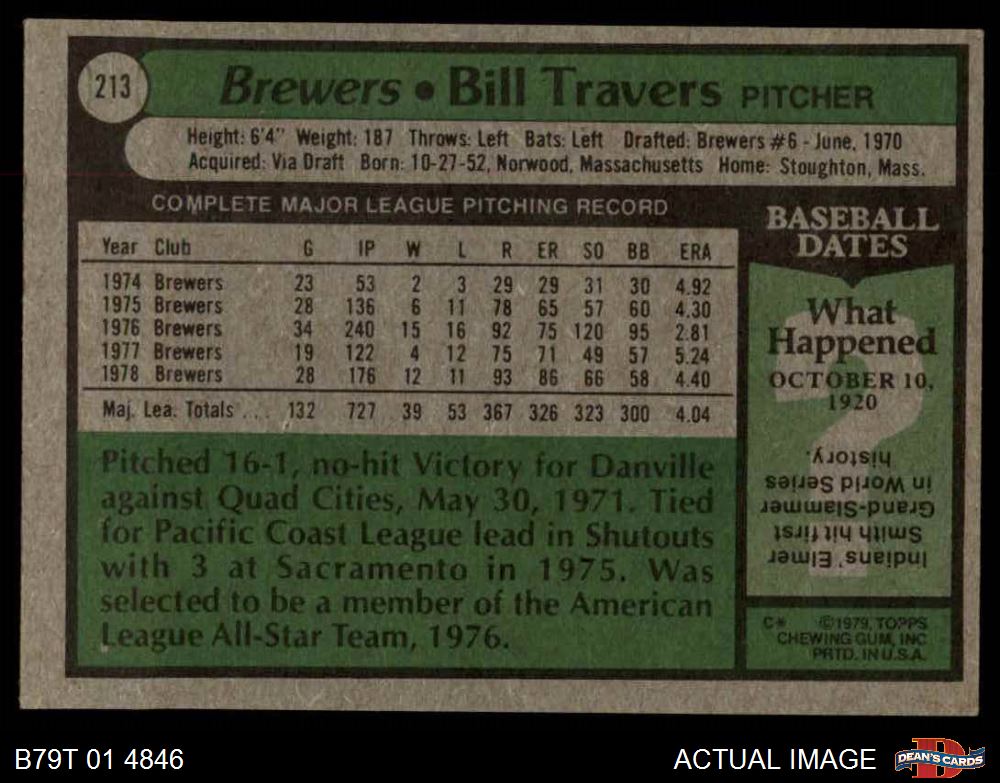 213
Brewers • Bill Travers PITCHER
Height: 6'4" Weight: 187 Throws: Left Bats: Left Drafted: Brewers #6 - June, 1970
Acquired: Via Draft Born: 10-27-52, Norwood, Massachusetts Home: Stoughton, Mass.
COMPLETE MAJOR LEAGUE PITCHING RECORD
Year Club G IP W L R ER SO BB ERA
1974 Brewers 23 53 2 3 29 29 31 30 4.92
1975 Brewers 28 136 6 11 78 65 57 60 4.30
1976 Brewers 34 240 15 16 92 75 120 95 2.81
1977 Brewers 19 122 4 12 75 71 49 57 5.24
1978 Brewers 28 176 12 11 93 86 66 58 4.40
Maj. Lea. Totals ... 132 727 39 53 367 326 323 300 4.04
Pitched 16-1, no-hit Victory for Danville
against Quad Cities, May 30, 1971. Tied
for Pacific Coast League lead in Shutouts
with 3 at Sacramento in 1975. Was
selected to be a member of the American
League All-Star Team, 1976.
BASEBALL
DATES
What
Happened
OCTOBER 10,
1920
?
Indians' Elmer
Smith hit first
Grand-Slammer
in World Series
history.
C* ©1979, TOPPS
CHEWING GUM, INC
PRTD. IN U.S.A.
B79T 01 4846
ACTUAL IMAGE
DEAN'S CARDS